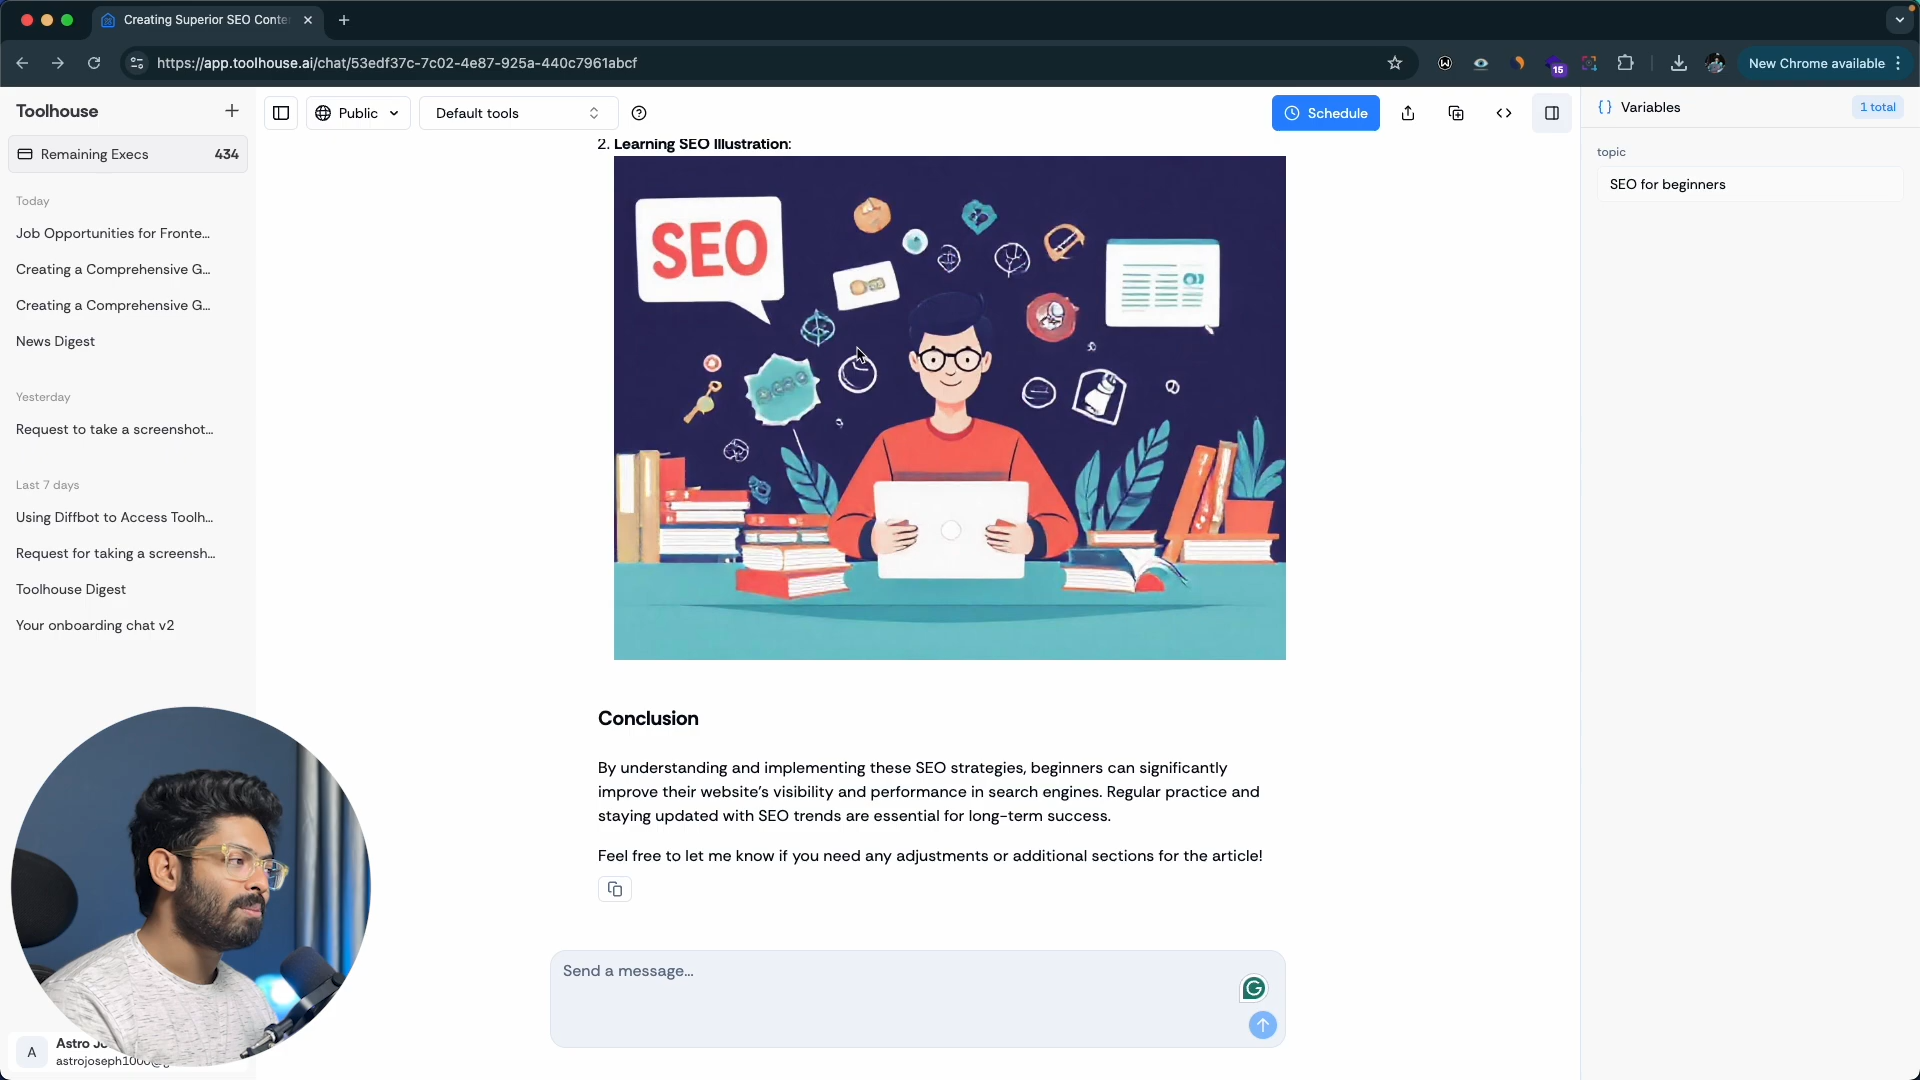 Creating Superior SEO Conte
https://app.toolhouse.ai/chat/53edf37c-7c02-4e87-925a-440c7961abcf
15
New Chrome available
Toolhouse
Remaining Execs 434
Today
Job Opportunities for Fronte...
Creating a Comprehensive G...
Creating a Comprehensive G...
News Digest
Yesterday
Request to take a screenshot...
Last 7 days
Using Diffbot to Access Toolh...
Request for taking a screensh...
Toolhouse Digest
Your onboarding chat v2
A
Astro Jo
Public
Default tools
Schedule
2. Learning SEO Illustration:
SEO
Conclusion
By understanding and implementing these SEO strategies, beginners can significantly
improve their website's visibility and performance in search engines. Regular practice and
staying updated with SEO trends are essential for long-term success.
Feel free to let me know if you need any adjustments or additional sections for the article!
Send a message...
Variables
1 total
topic
SEO for beginners